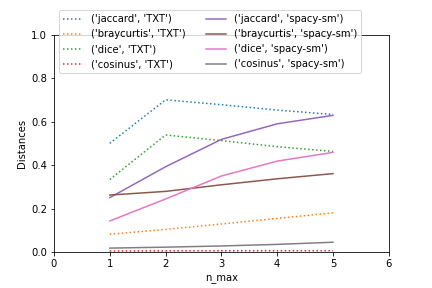 ('jaccard', 'TXT') ('jaccard', 'spacy-sm')
('braycurtis', 'TXT') ('braycurtis', 'spacy-sm')
('dice', 'TXT') ('dice', 'spacy-sm')
('cosinus', 'TXT') ('cosinus', 'spacy-sm')
1.0
0.8
0.6
0.4
0.2
0.0
Distances
0 1 2 3 4 5 6
n_max